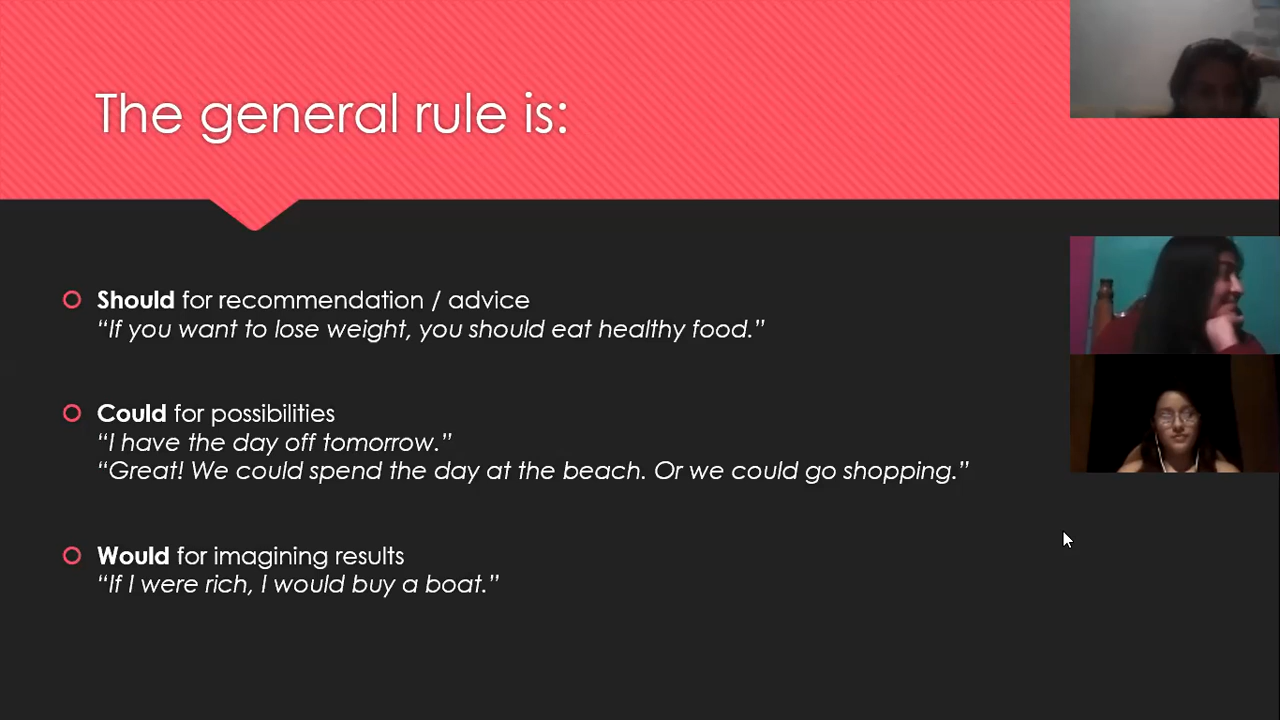 The general rule is:
Should for recommendation / advice
“If you want to lose weight, you should eat healthy food.”
Could for possibilities
“I have the day off tomorrow.”
“Great! We could spend the day at the beach. Or we could go shopping.”
Would for imagining results
“If I were rich, I would buy a boat.”